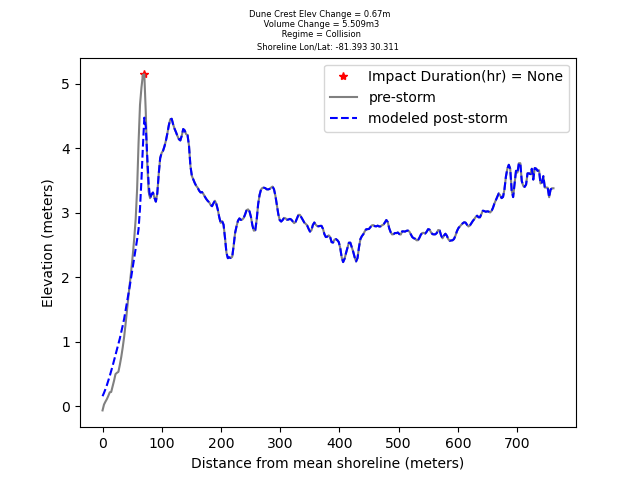 Dune Crest Elev Change = 0.67m
Volume Change = 5.509m3
Regime = Collision
Shoreline Lon/Lat: -81.393 30.311
Impact Duration(hr) = None
pre-storm
modeled post-storm
Elevation (meters)
5
4
3
2
1
0
0 100 200 300 400 500 600 700
Distance from mean shoreline (meters)